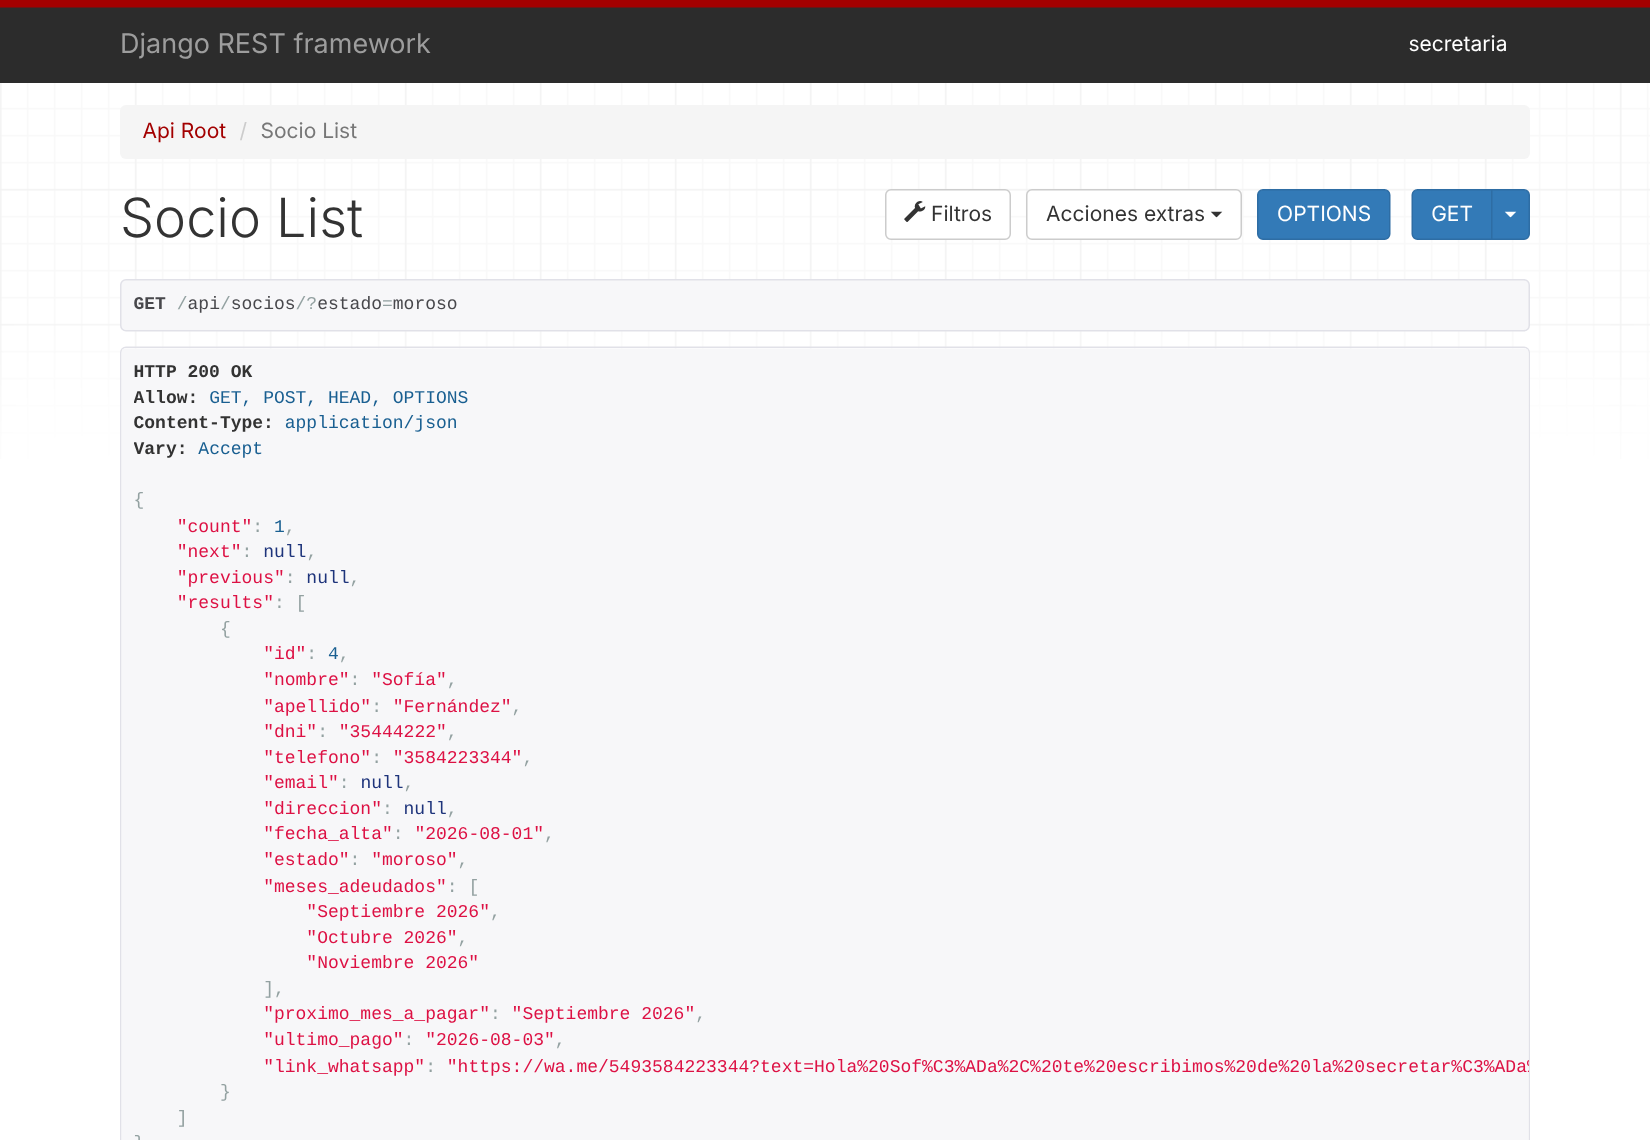 Django REST framework
secretaria
Api Root / Socio List
Socio List
Filtros
Acciones extras
OPTIONS
GET
GET /api/socios/?estado=moroso
HTTP 200 OK
Allow: GET, POST, HEAD, OPTIONS
Content-Type: application/json
Vary: Accept
{
    "count": 1,
    "next": null,
    "previous": null,
    "results": [
        {
            "id": 4,
            "nombre": "Sofía",
            "apellido": "Fernández",
            "dni": "35444222",
            "telefono": "3584223344",
            "email": null,
            "direccion": null,
            "fecha_alta": "2026-08-01",
            "estado": "moroso",
            "meses_adeudados": [
                "Septiembre 2026",
                "Octubre 2026",
                "Noviembre 2026"
            ],
            "proximo_mes_a_pagar": "Septiembre 2026",
            "ultimo_pago": "2026-08-03",
            "link_whatsapp": "https://wa.me/5493584223344?text=Hola%20Sof%C3%ADa%2C%20te%20escribimos%20de%20la%20secretar%C3%ADa%
        }
    ]
}